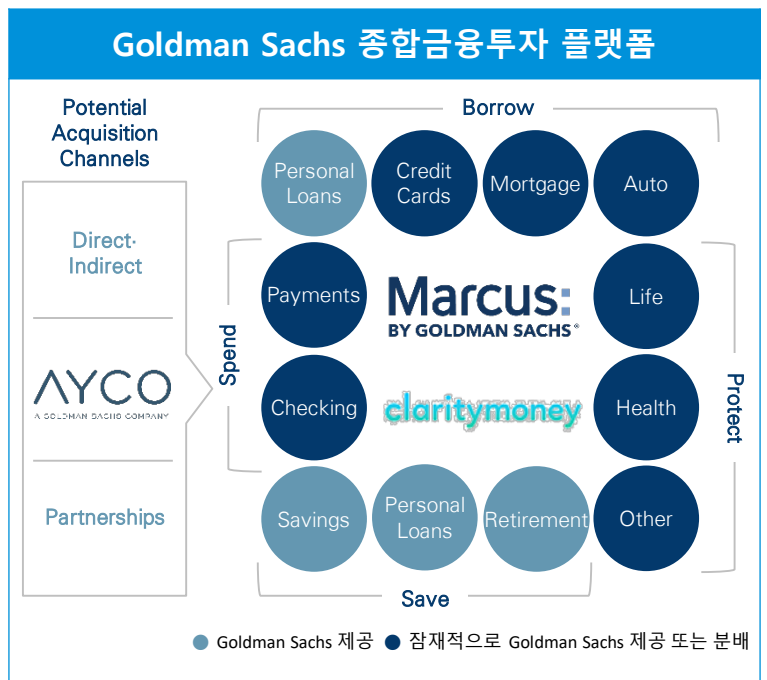 Goldman Sachs 종합금융투자 플랫폼
Potential
Acquisition
Channels
Direct·
Indirect
AYCO
A GOLDMAN SACHS COMPANY
Partnerships
Borrow
Personal
Loans
Credit
Cards
Mortgage
Auto
Spend
Payments
Marcus:
BY GOLDMAN SACHS®
Life
Checking
claritymoney
Health
Protect
Savings
Personal
Loans
Retirement
Other
Save
Goldman Sachs 제공
잠재적으로 Goldman Sachs 제공 또는 분배